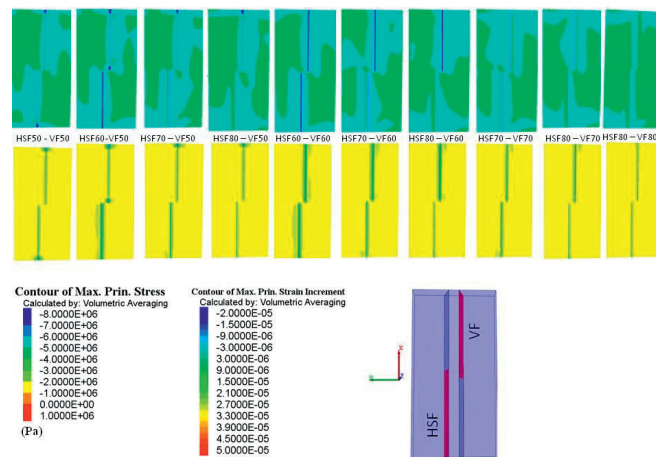 HSF50 - VF50 HSF60-VF50 HSF70 – VF50 HSF80 – VF50 HSF60 – VF60 HSF70 – VF60 HSF80 – VF60 HSF70 – VF70 HSF80 – VF70 HSF80 – VF80
Contour of Max. Prin. Stress
Calculated by: Volumetric Averaging
-8.0000E+06
-7.0000E+06
-6.0000E+06
-5.0000E+06
-4.0000E+06
-3.0000E+06
-2.0000E+06
-1.0000E+06
0.0000E+00
1.0000E+06
(Pa)
Contour of Max. Prin. Strain Increment
Calculated by: Volumetric Averaging
-2.0000E-05
-1.5000E-05
-9.0000E-06
-3.0000E-06
3.0000E-06
9.0000E-06
1.5000E-05
2.1000E-05
2.7000E-05
3.3000E-05
3.9000E-05
4.5000E-05
5.0000E-05
X
VF
HSF